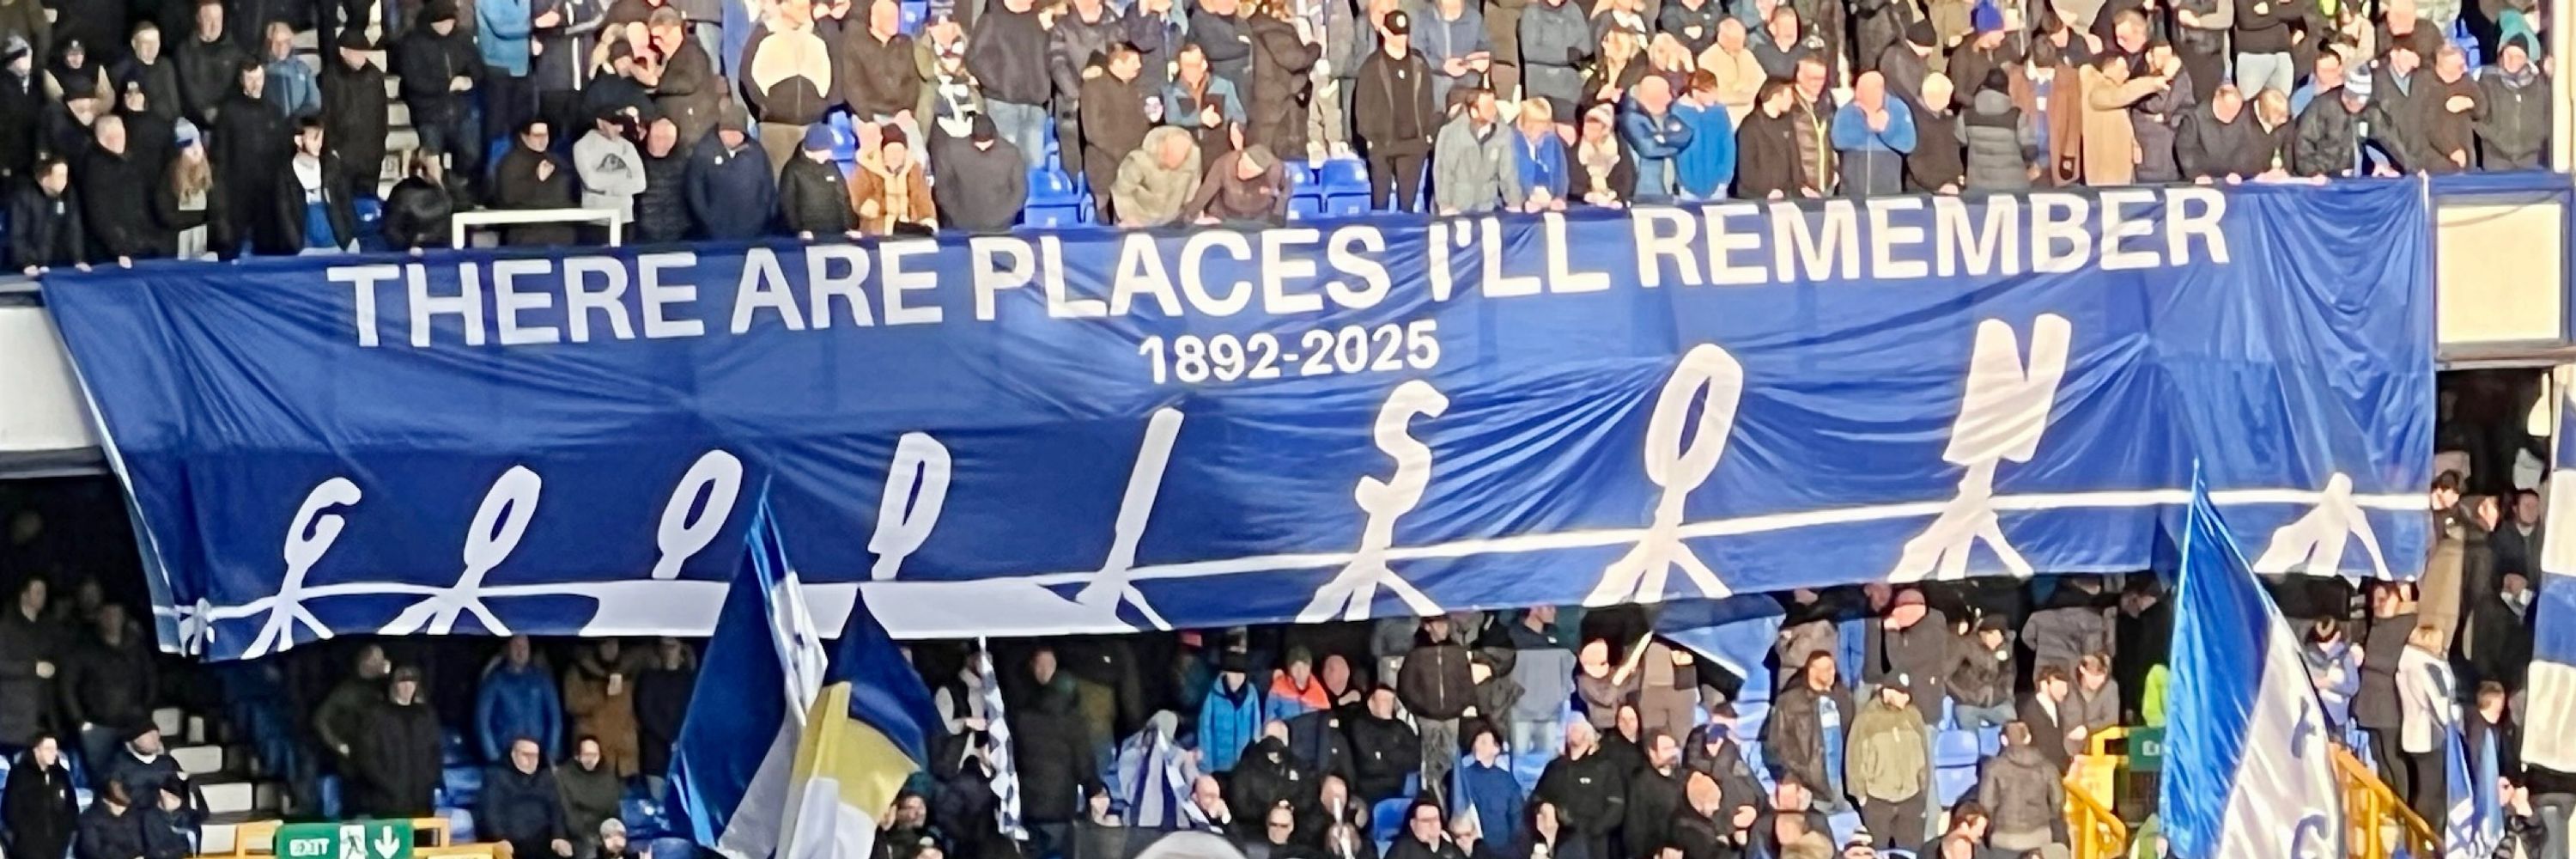 THERE ARE PLACES I'LL REMEMBER
1892-2025
GOODISON
EXIT